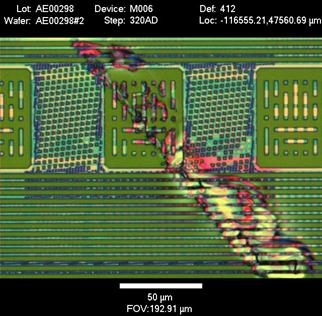 Lot: AE00298 Device: M006 Def: 412
Wafer: AE00298#2 Step: 320AD Loc: -116555.21,47560.69 µm
50 µm
FOV:192.91 µm